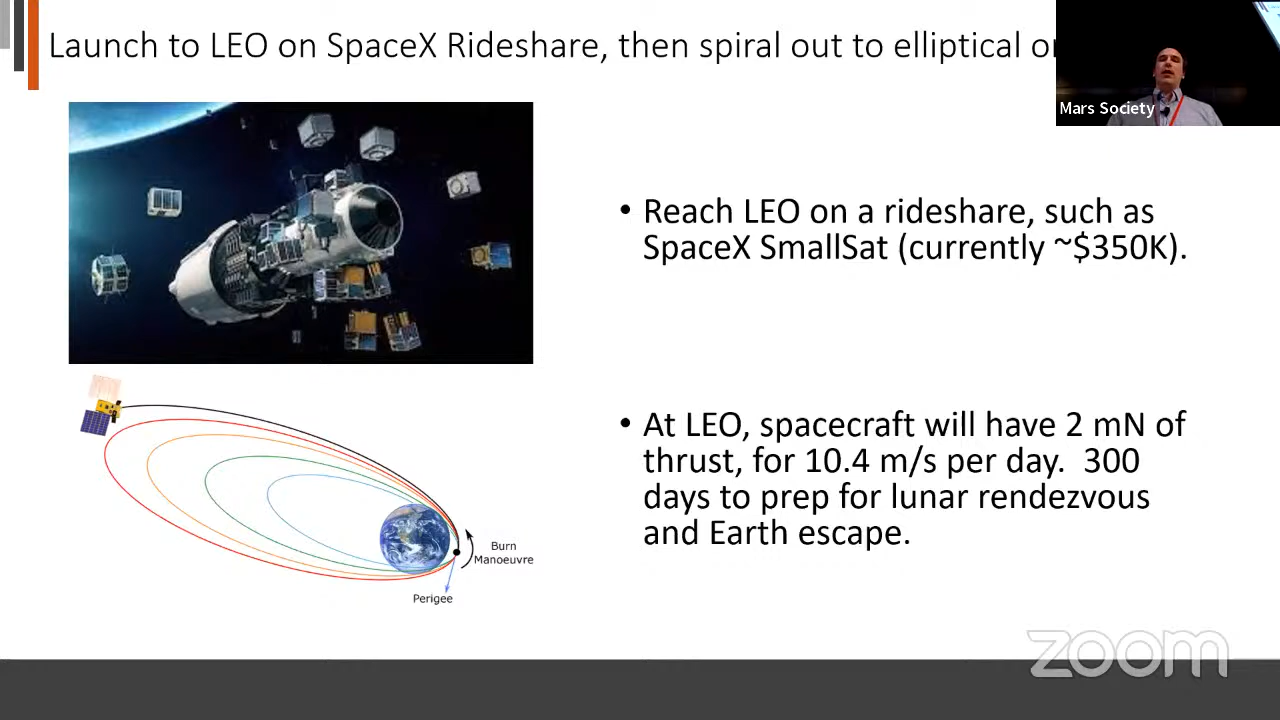 Launch to LEO on SpaceX Rideshare, then spiral out to elliptical
Mars Society
• Reach LEO on a rideshare, such as
SpaceX SmallSat (currently ~$350K).
• At LEO, spacecraft will have 2 mN of
thrust, for 10.4 m/s per day.  300
days to prep for lunar rendezvous
and Earth escape.
Burn
Manoeuvre
Perigee
zoom